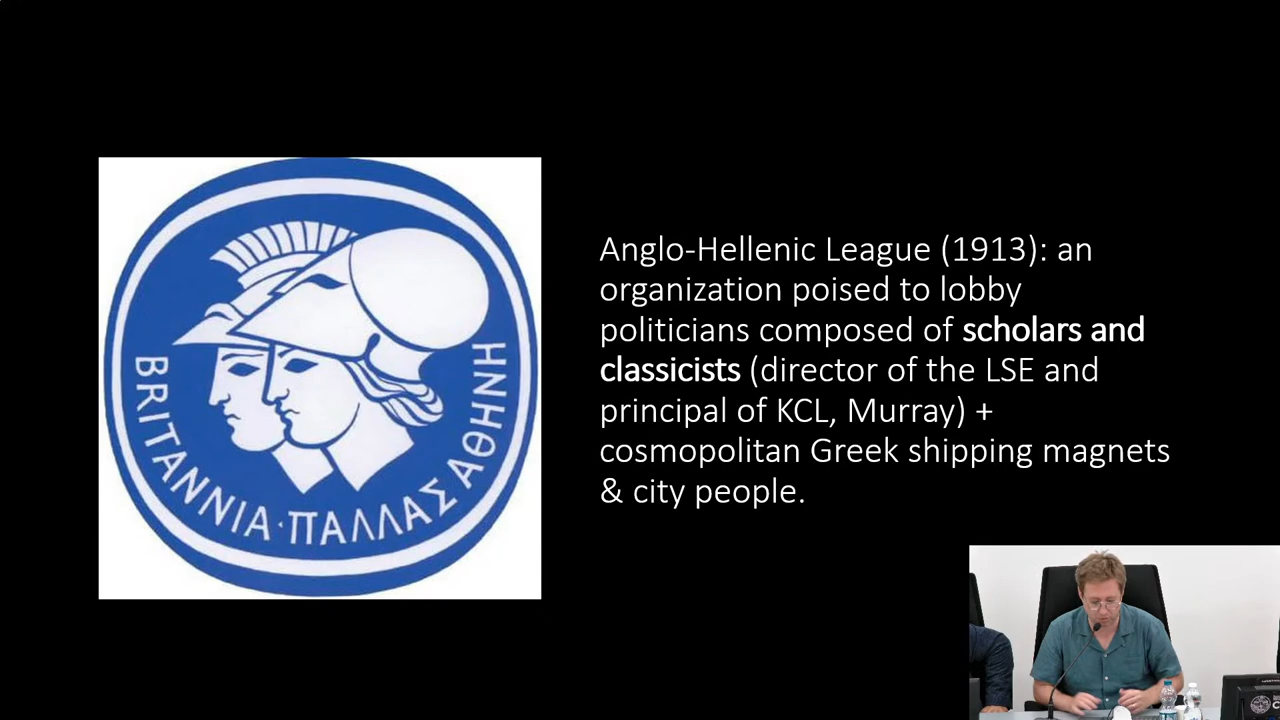 ΒΡΙΤΑΝΝΙΑ·ΠΑΛΛΑΣ ΑΘΗΝΗ
Anglo-Hellenic League (1913): an
organization poised to lobby
politicians composed of scholars and
classicists (director of the LSE and
principal of KCL, Murray) +
cosmopolitan Greek shipping magnets
& city people.